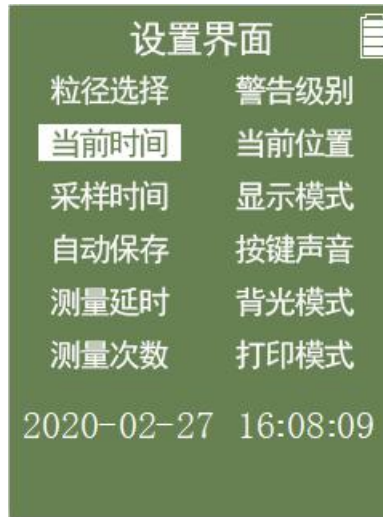 设置界面
粒径选择 警告级别
当前时间 当前位置
采样时间 显示模式
自动保存 按键声音
测量延时 背光模式
测量次数 打印模式
2020-02-27 16:08:09